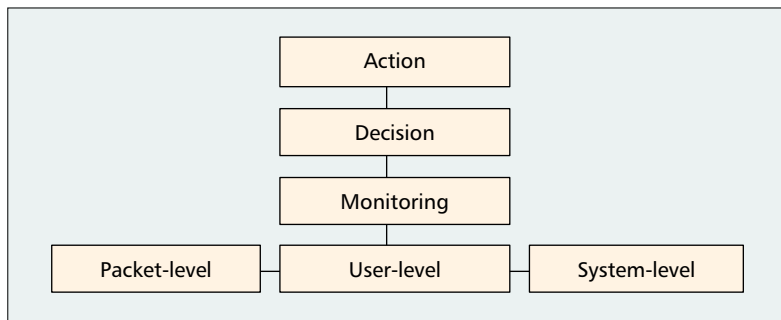 Action
Decision
Monitoring
Packet-level
User-level
System-level